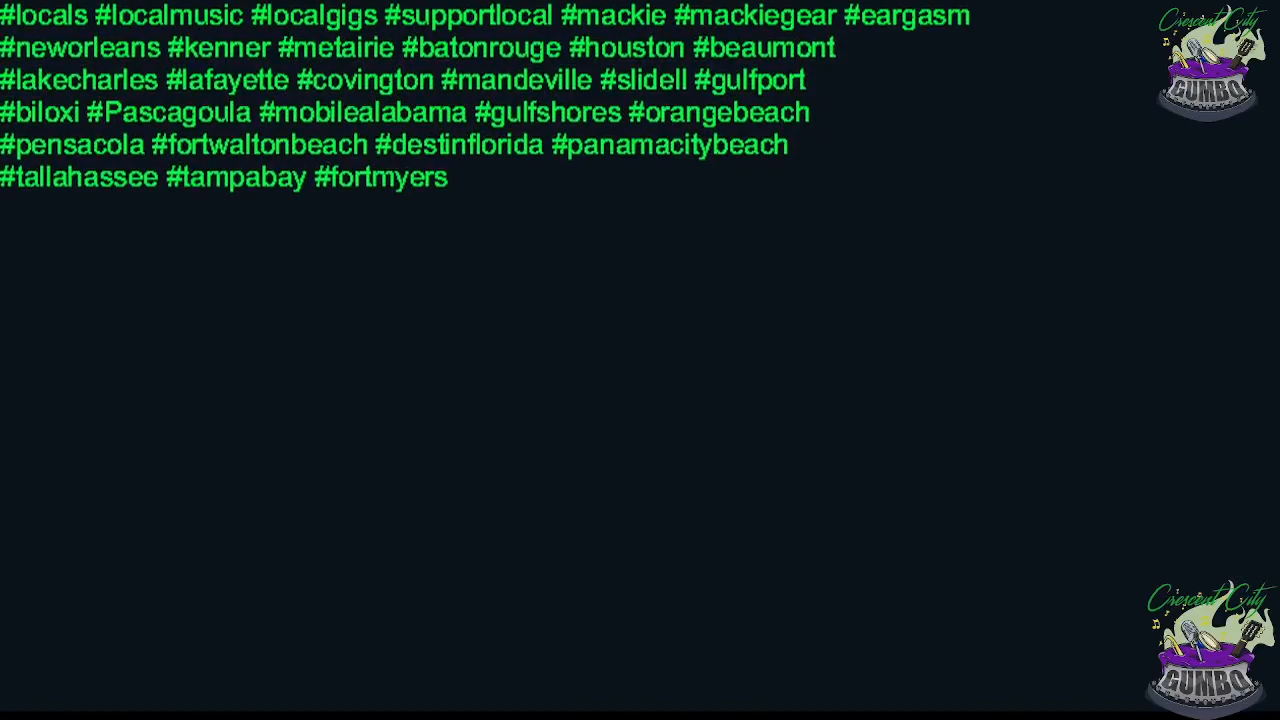 #locals #localmusic #localgigs #supportlocal #mackie #mackiegear #eargasm
#neworleans #kenner #metairie #batonrouge #houston #beaumont
#lakecharles #lafayette #covington #mandeville #slidell #gulfport
#biloxi #Pascagoula #mobilealabama #gulfshores #orangebeach
#pensacola #fortwaltonbeach #destinflorida #panamacitybeach
#tallahassee #tampabay #fortmyers
Crescent City
GUMBO
Crescent City
GUMBO